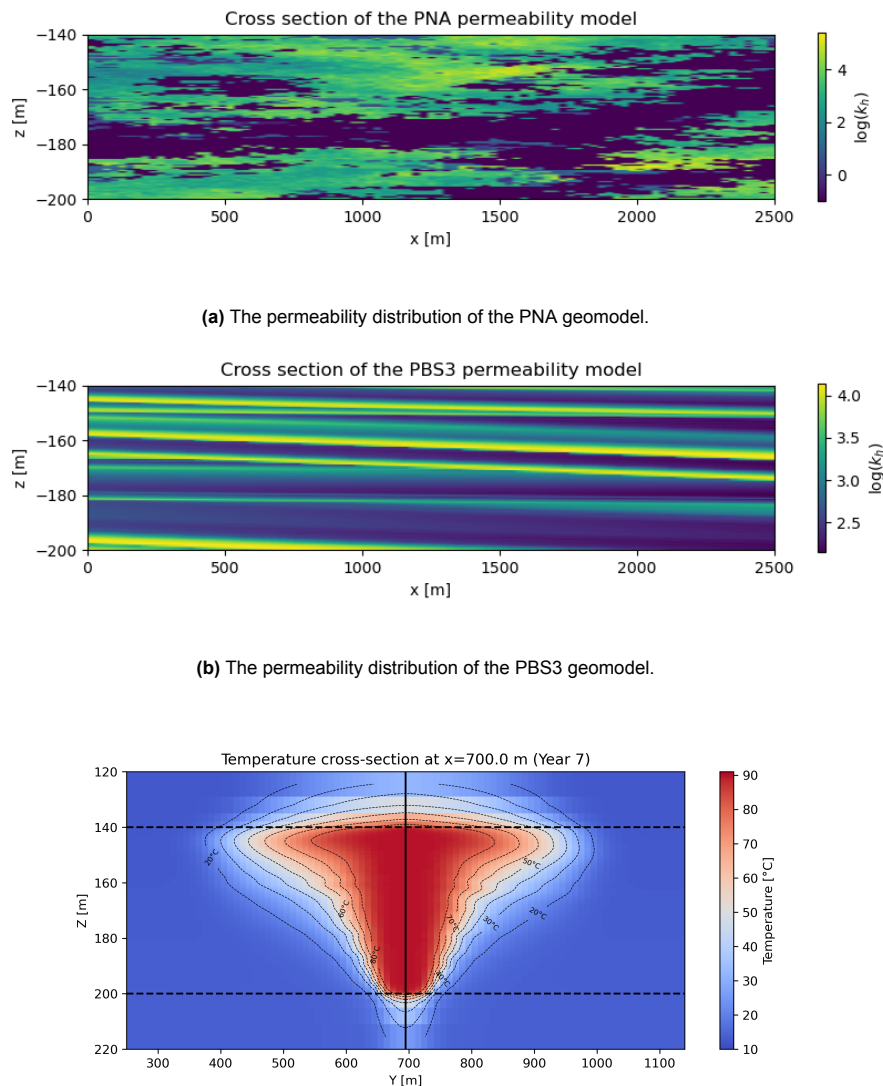 Cross section of the PNA permeability model
−140
−160
−180
−200
z [m]
0 500 1000 1500 2000 2500
x [m]
4
2
0
log(k_h)
(a) The permeability distribution of the PNA geomodel.
Cross section of the PBS3 permeability model
−140
−160
−180
−200
z [m]
0 500 1000 1500 2000 2500
x [m]
4.0
3.5
3.0
2.5
log(k_h)
(b) The permeability distribution of the PBS3 geomodel.
Temperature cross-section at x=700.0 m (Year 7)
120
140
160
180
200
220
Z [m]
20°C
50°C
60°C
70°C
20°C
30°C
80°C
300 400 500 600 700 800 900 1000 1100
Y [m]
90
80
70
60
50
40
30
20
10
Temperature [°C]